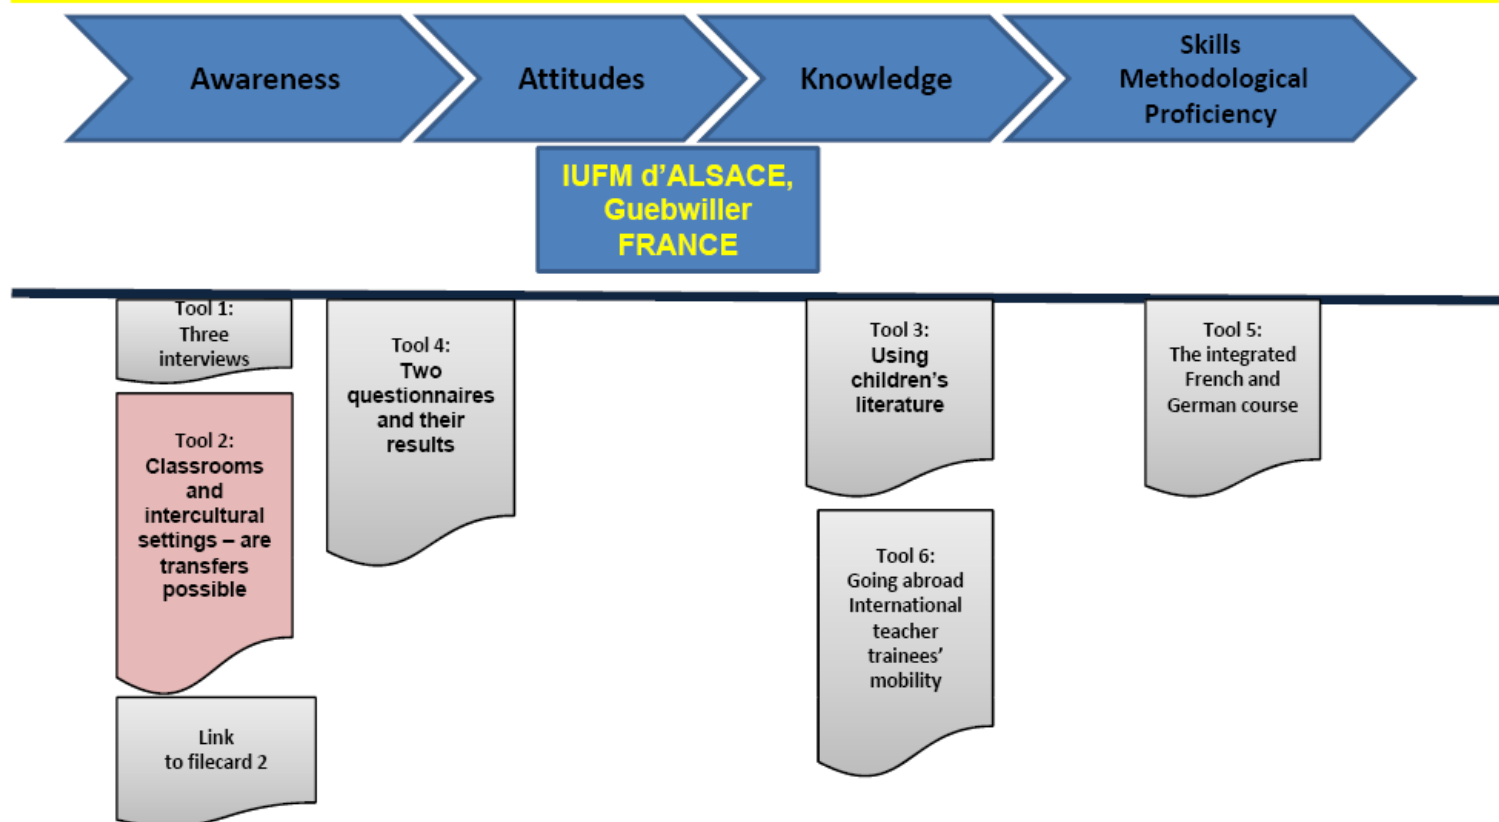 Awareness
Attitudes
Knowledge
Skills
Methodological
Proficiency
IUFM d’ALSACE,
Guebwiller
FRANCE
Tool 1:
Three
interviews
Tool 2:
Classrooms
and
intercultural
settings – are
transfers
possible
Link
to filecard 2
Tool 4:
Two
questionnaires
and their
results
Tool 3:
Using
children’s
literature
Tool 6:
Going abroad
International
teacher
trainees’
mobility
Tool 5:
The integrated
French and
German course